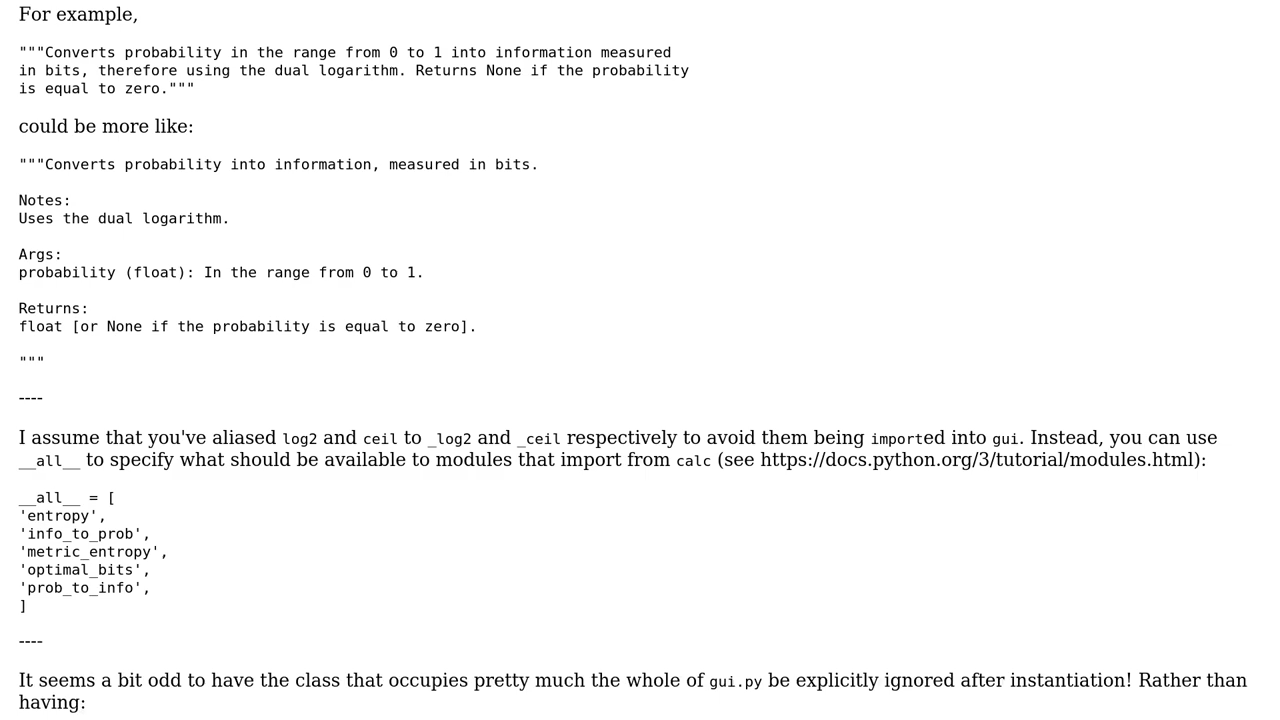 For example,
"""Converts probability in the range from 0 to 1 into information measured
in bits, therefore using the dual logarithm. Returns None if the probability
is equal to zero."""
could be more like:
"""Converts probability into information, measured in bits.
Notes:
Uses the dual logarithm.
Args:
probability (float): In the range from 0 to 1.
Returns:
float [or None if the probability is equal to zero].
"""
----
I assume that you've aliased log2 and ceil to _log2 and _ceil respectively to avoid them being imported into gui. Instead, you can use
__all__ to specify what should be available to modules that import from calc (see https://docs.python.org/3/tutorial/modules.html):
__all__ = [
'entropy',
'info_to_prob',
'metric_entropy',
'optimal_bits',
'prob_to_info',
]
----
It seems a bit odd to have the class that occupies pretty much the whole of gui.py be explicitly ignored after instantiation! Rather than
having: